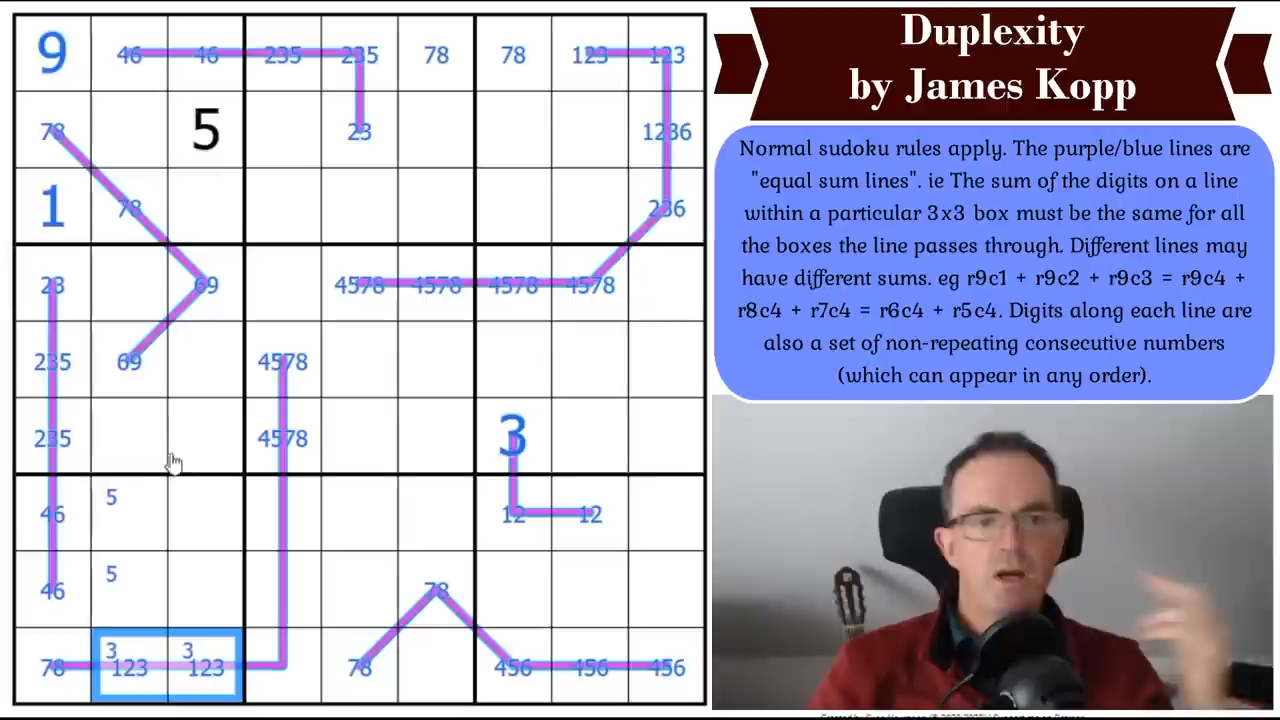 Duplexity
by James Kopp
Normal sudoku rules apply. The purple/blue lines are
"equal sum lines". ie The sum of the digits on a line
within a particular 3x3 box must be the same for all
the boxes the line passes through. Different lines may
have different sums. eg r9c1 + r9c2 + r9c3 = r9c4 +
r8c4 + r7c4 = r6c4 + r5c4. Digits along each line are
also a set of non-repeating consecutive numbers
(which can appear in any order).
9 46 46 235 235 78 78 123 123
78 5 23 1236
1 78 236
23 69 4578 4578 4578 4578
235 69 4578
235 4578 3
46 5 12 12
46 5 78
3 3
78 123 123 78 456 456 456